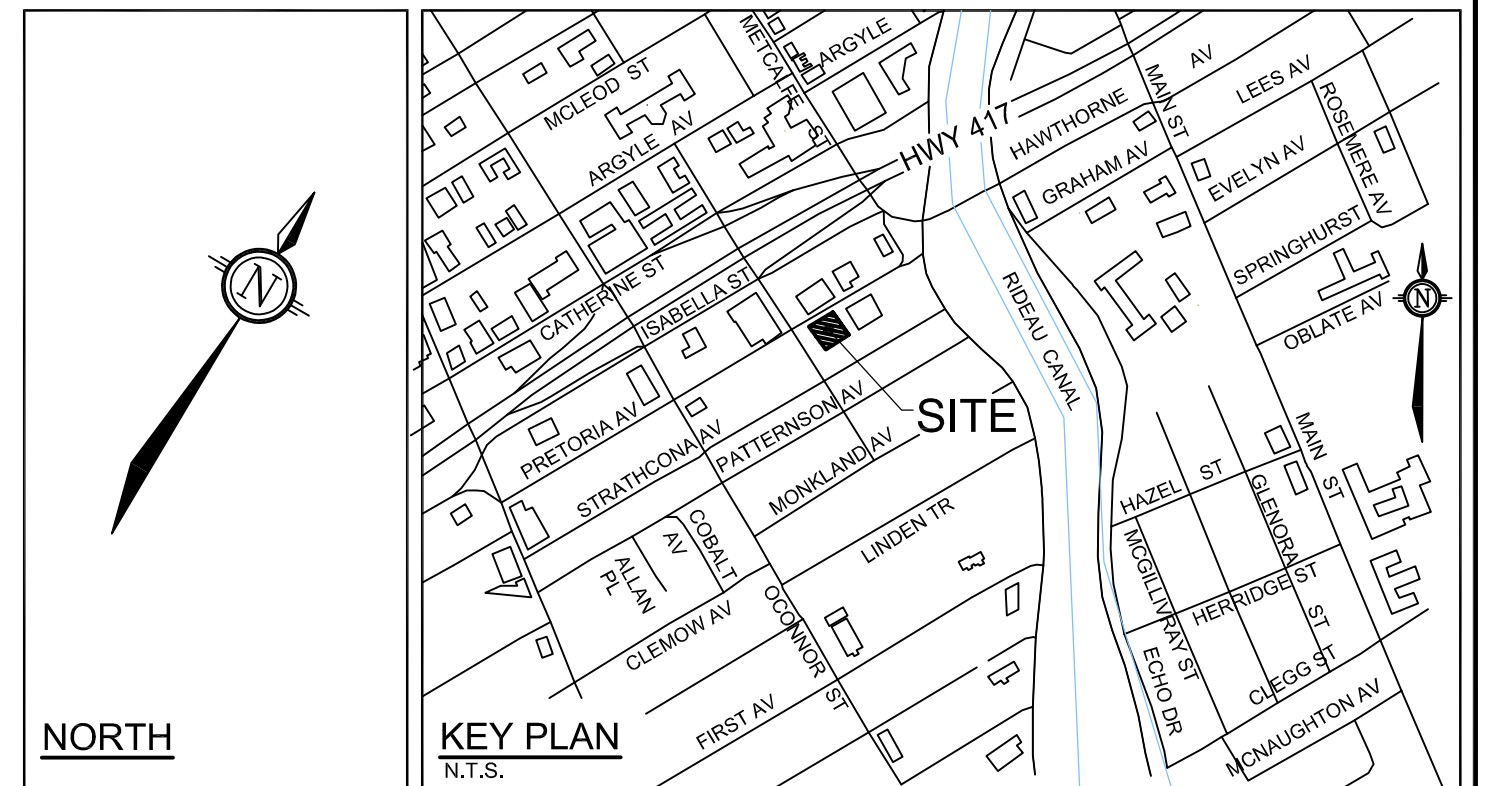 N
NORTH
MCLEOD ST
METCALFE ST
ARGYLE
ARGYLE AV
HWY 417
HAWTHORNE AV
MAIN ST
LEES AV
ROSEMERE AV
GRAHAM AV
EVELYN AV
SPRINGHURST
OBLATE AV
N
CATHERINE ST
ISABELLA ST
RIDEAU CANAL
SITE
PRETORIA AV
STRATHCONA AV
PATTERNSON AV
MONKLAND AV
LINDEN TR
MAIN ST
HAZEL ST
GLENORA ST
COBALT AV
ALLAN PL
MCGILLIVRAY ST
HERRIDGE ST
CLEMOW AV
OCONNOR ST
ECHO DR
CLEGG ST
FIRST AV
MCNAUGHTON AV
KEY PLAN
N.T.S.